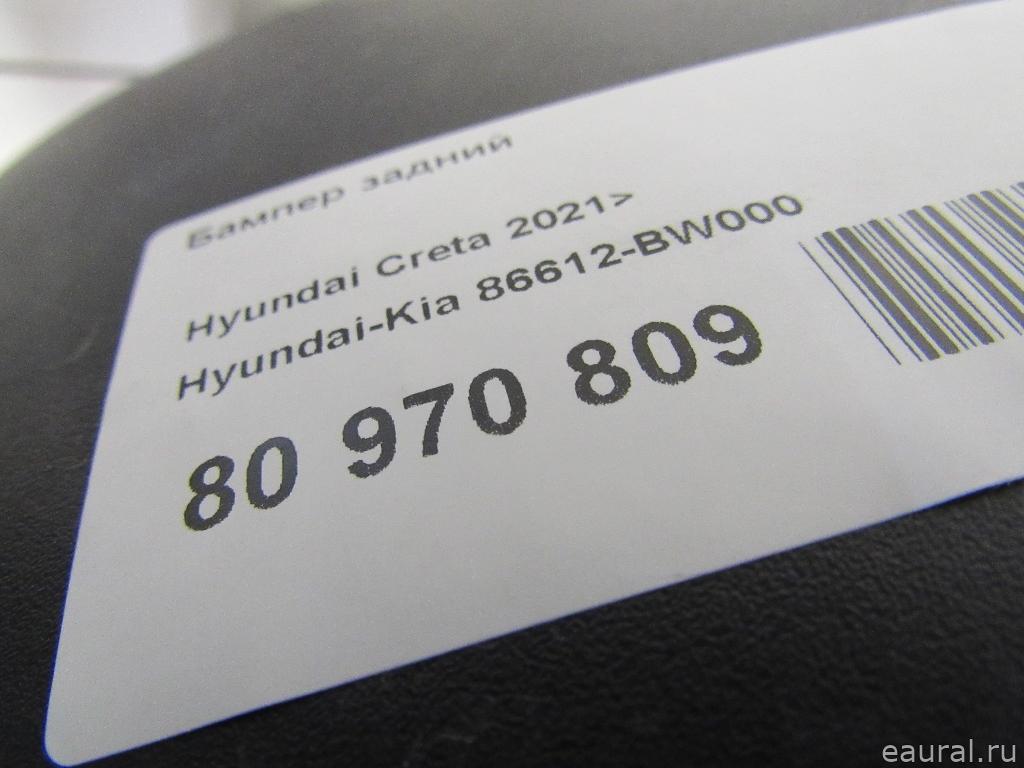 Бампер задний
Hyundai Creta 2021>
Hyundai-Kia 86612-BW000
80 970 809
eaural.ru